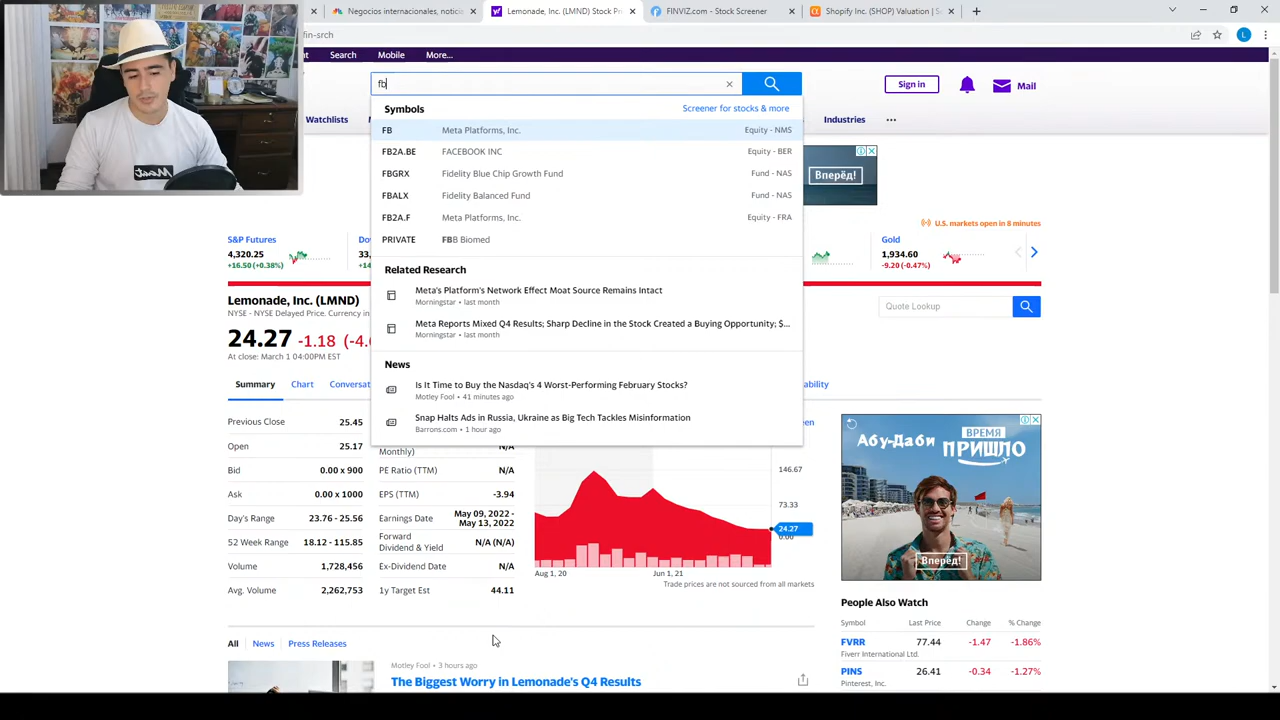 Negocios internacionales, noticia
Lemonade, Inc. (LMND) Stock Pr
FINVIZ.com - Stock Screener
Shopify Inc. (SHOP) Valuation | S
fin-srch
L
Search
Mobile
More...
fb
Sign in
Mail
Watchlists
Industries
Symbols
Screener for stocks & more
FB Meta Platforms, Inc. Equity - NMS
FB2A.BE FACEBOOK INC Equity - BER
FBGRX Fidelity Blue Chip Growth Fund Fund - NAS
FBALX Fidelity Balanced Fund Fund - NAS
FB2A.F Meta Platforms, Inc. Equity - FRA
PRIVATE FBB Biomed
Related Research
Meta's Platform's Network Effect Moat Source Remains Intact
Morningstar • last month
Meta Reports Mixed Q4 Results; Sharp Decline in the Stock Created a Buying Opportunity; $...
Morningstar • last month
News
Is It Time to Buy the Nasdaq's 4 Worst-Performing February Stocks?
Motley Fool • 41 minutes ago
Snap Halts Ads in Russia, Ukraine as Big Tech Tackles Misinformation
Barrons.com • 1 hour ago
Вперёд!
U.S. markets open in 8 minutes
S&P Futures
4,320.25
+16.50 (+0.38%)
Do
33,
+14
Gold
1,934.60
-9.20 (-0.47%)
Lemonade, Inc. (LMND)
NYSE - NYSE Delayed Price. Currency in
Quote Lookup
24.27 -1.18 (-4.
At close: March 1 04:00PM EST
Summary
Chart
Conversat
ability
Previous Close 25.45
Open 25.17
Bid 0.00 x 900
Ask 0.00 x 1000
Day's Range 23.76 - 25.56
52 Week Range 18.12 - 115.85
Volume 1,728,456
Avg. Volume 2,262,753
Monthly) N/A
PE Ratio (TTM) N/A
EPS (TTM) -3.94
Earnings Date May 09, 2022 -
May 13, 2022
Forward
Dividend & Yield N/A (N/A)
Ex-Dividend Date N/A
1y Target Est 44.11
een
146.67
73.33
24.27
0.00
Aug 1, 20
Jun 1, 21
Trade prices are not sourced from all markets
Абу-Даби
ВРЕМЯ
ПРИШЛО
Вперёд!
People Also Watch
Symbol Last Price Change % Change
FVRR 77.44 -1.47 -1.86%
Fiverr International Ltd.
PINS 26.41 -0.34 -1.27%
Pinterest, Inc.
All
News
Press Releases
Motley Fool • 3 hours ago
The Biggest Worry in Lemonade's Q4 Results